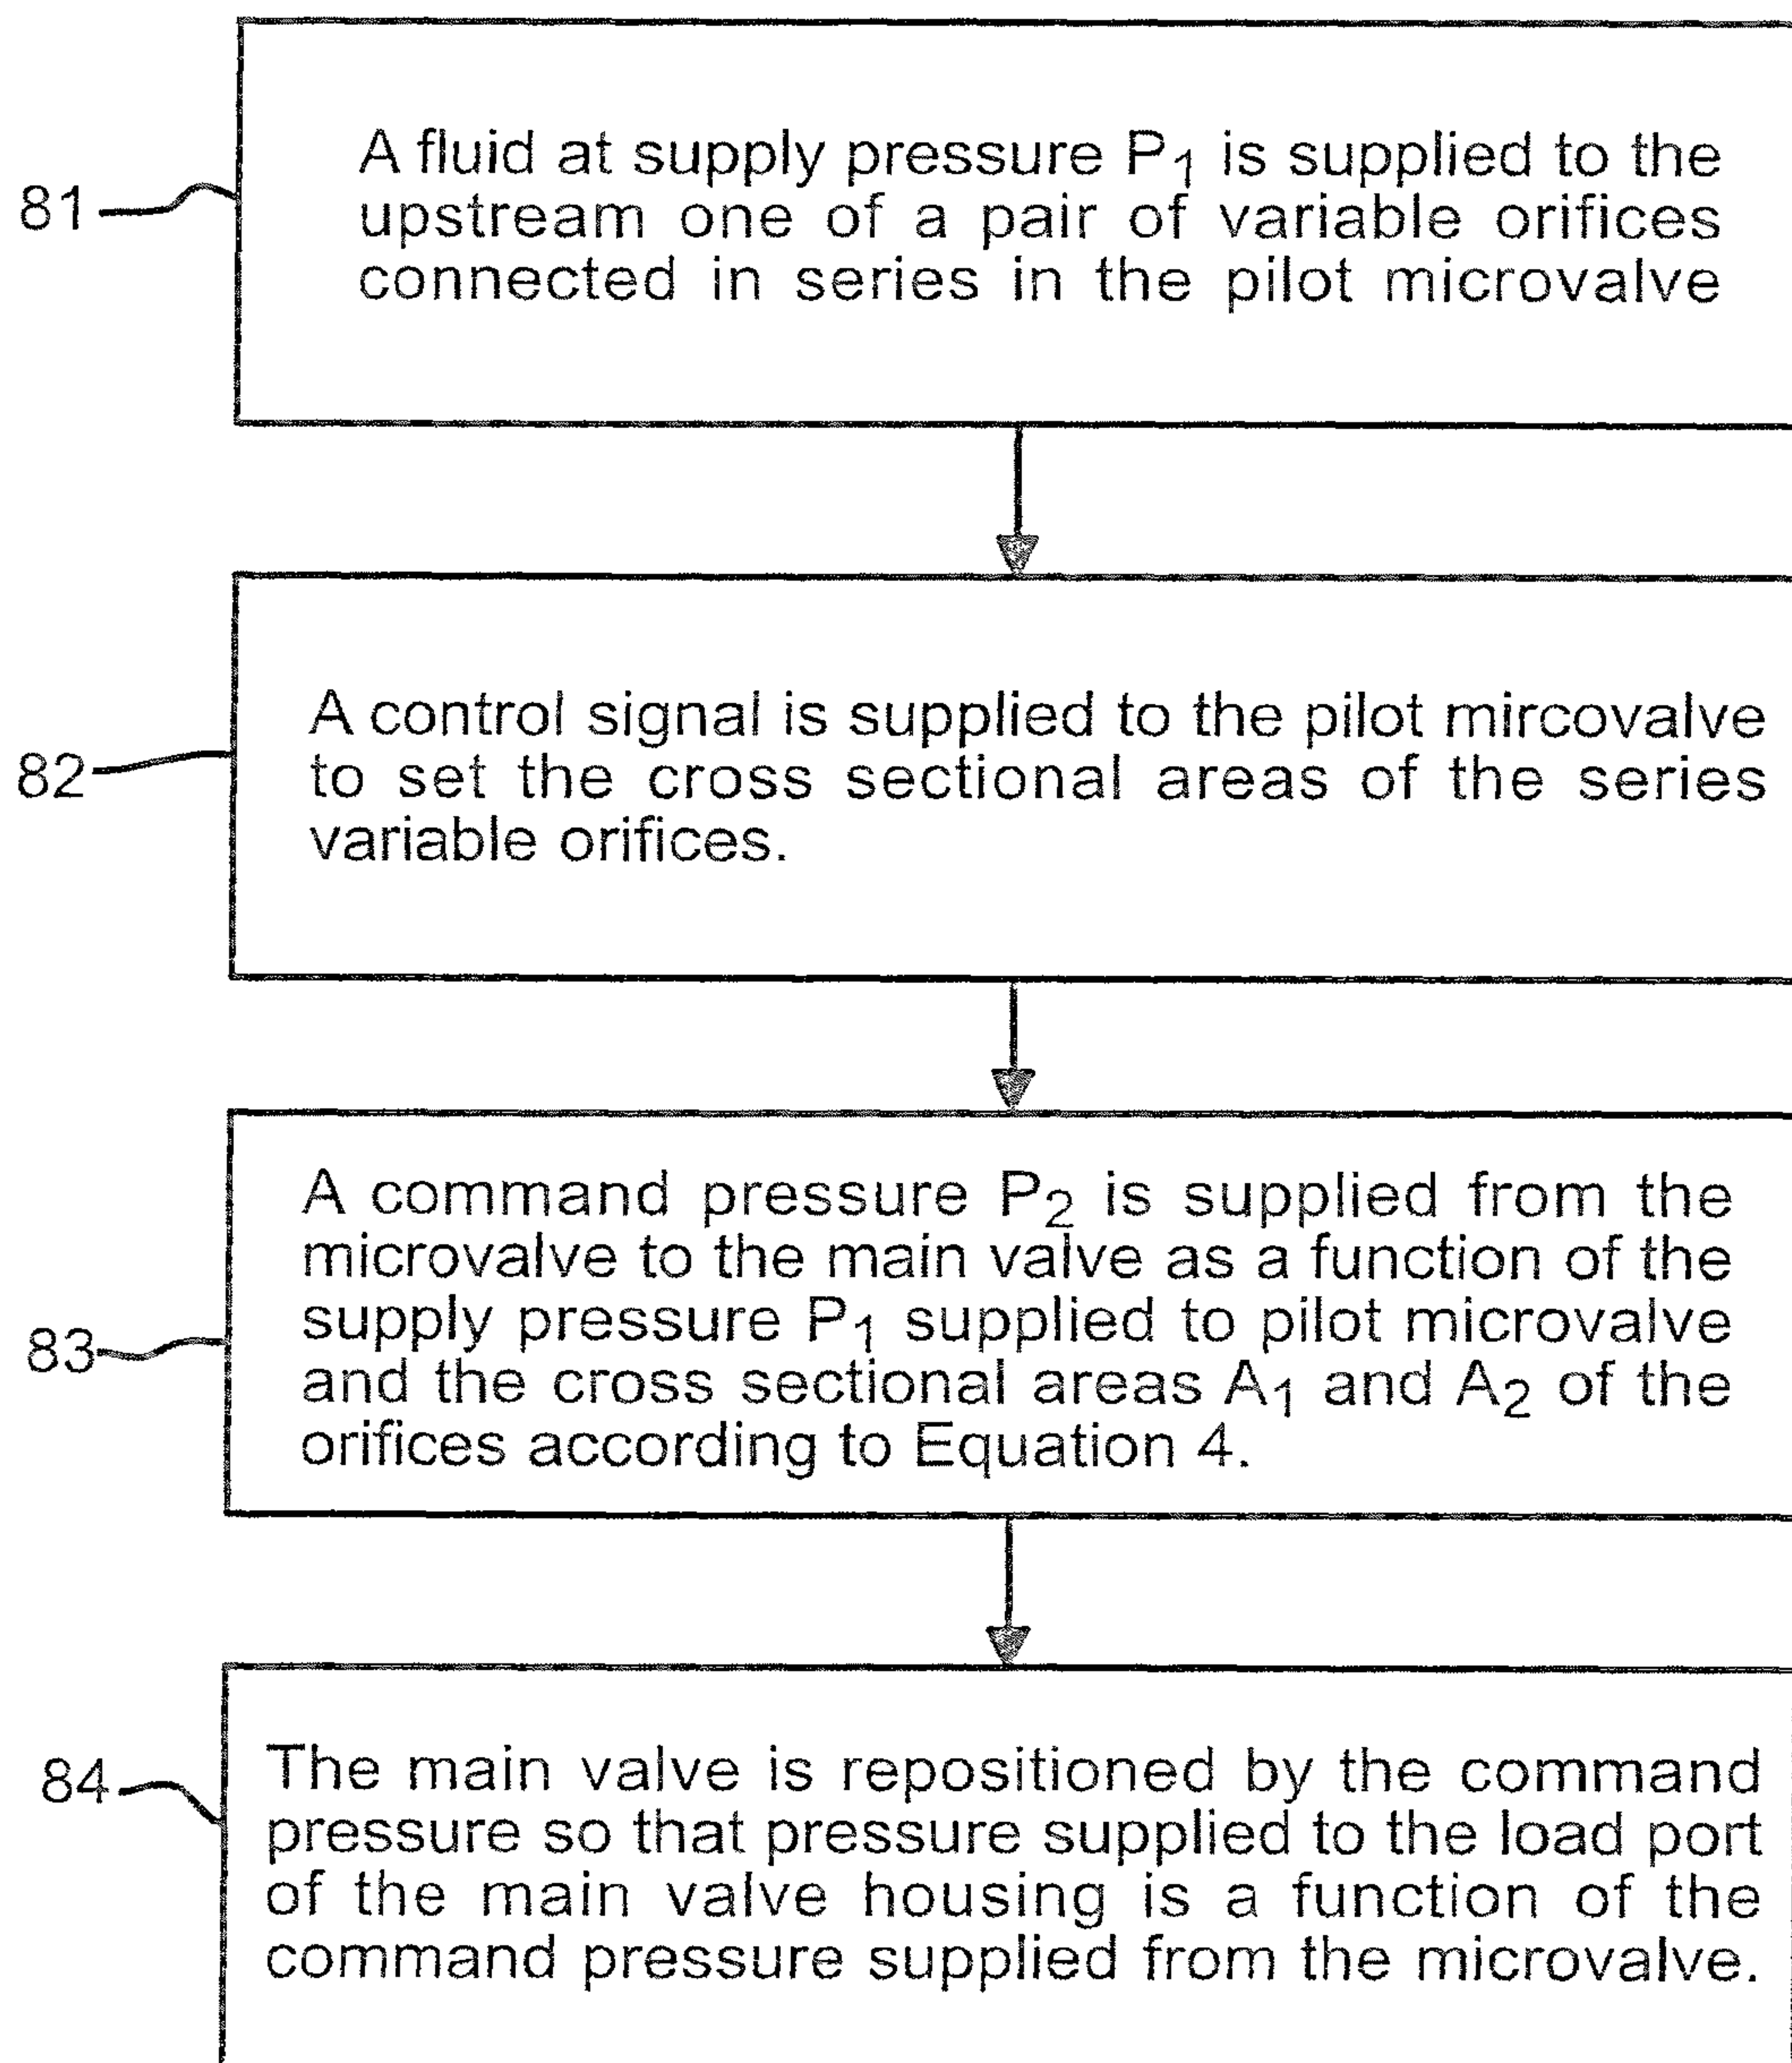 A fluid at supply pressure P₁ is supplied to the
81
upstream one of a pair of variable orifices
connected in series in the pilot microvalve
A control signal is supplied to the pilot mircovalve
82
to set the cross sectional areas of the series
variable orifices.
A command pressure P₂ is supplied from the
microvalve to the main valve as a function of the
supply pressure P₁ supplied to pilot microvalve
83
and the cross sectional areas A₁ and A₂ of the
orifices according to Equation 4.
The main valve is repositioned by the command
84
pressure so that pressure supplied to the load port
of the main valve housing is a function of the
command pressure supplied from the microvalve.